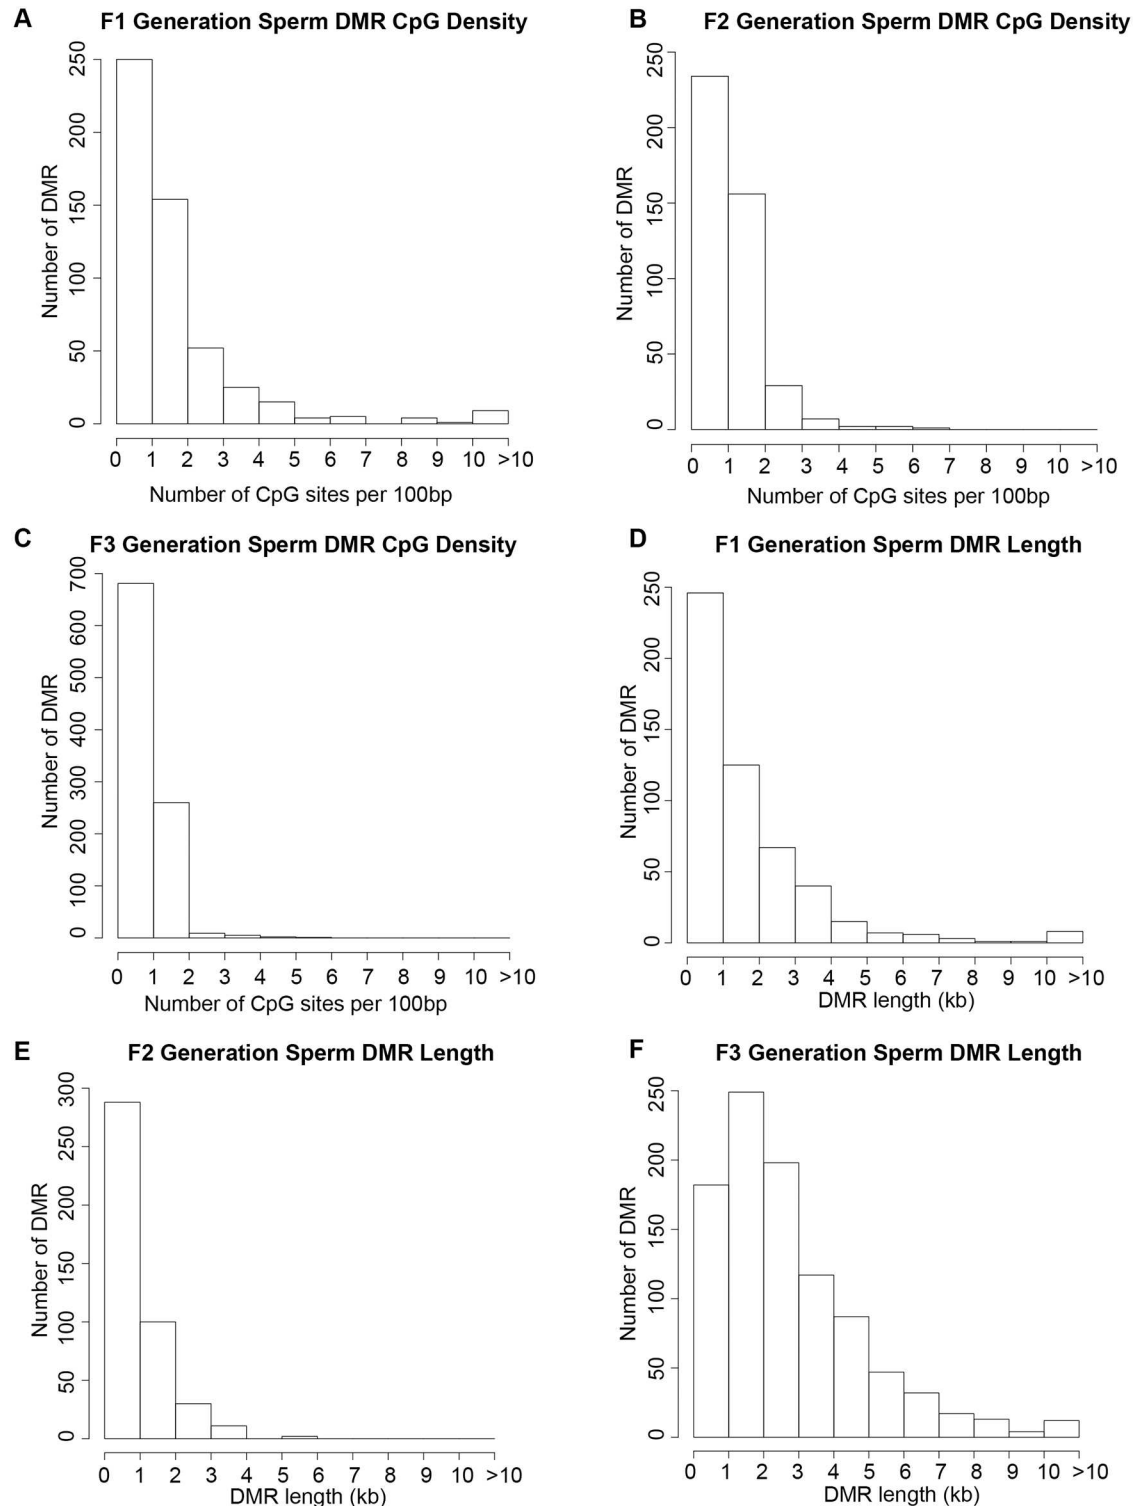 A F1 Generation Sperm DMR CpG Density
Number of DMR
250
200
150
100
50
0
0 1 2 3 4 5 6 7 8 9 10 >10
Number of CpG sites per 100bp
B F2 Generation Sperm DMR CpG Density
Number of DMR
250
200
150
100
50
0
0 1 2 3 4 5 6 7 8 9 10 >10
Number of CpG sites per 100bp
C F3 Generation Sperm DMR CpG Density
Number of DMR
700
600
500
400
300
200
100
0
0 1 2 3 4 5 6 7 8 9 10 >10
Number of CpG sites per 100bp
D F1 Generation Sperm DMR Length
Number of DMR
250
200
150
100
50
0
0 1 2 3 4 5 6 7 8 9 10 >10
DMR length (kb)
E F2 Generation Sperm DMR Length
Number of DMR
300
250
200
150
100
50
0
0 1 2 3 4 5 6 7 8 9 10 >10
DMR length (kb)
F F3 Generation Sperm DMR Length
Number of DMR
250
200
150
100
50
0
0 1 2 3 4 5 6 7 8 9 10 >10
DMR length (kb)